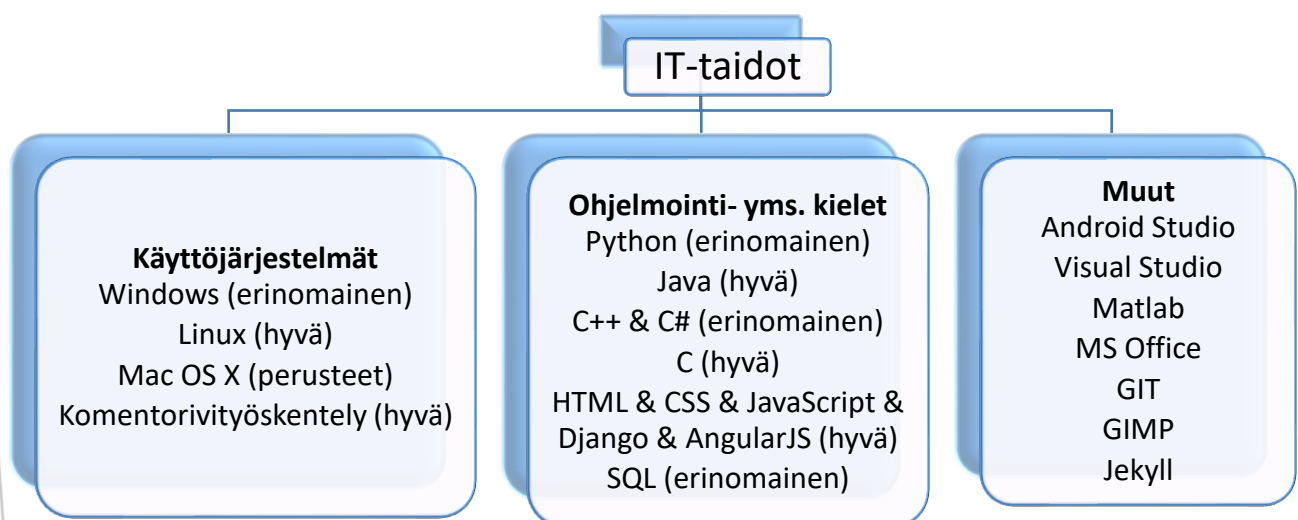 IT-taidot
Käyttöjärjestelmät
Windows (erinomainen)
Linux (hyvä)
Mac OS X (perusteet)
Komentorivityöskentely (hyvä)
Ohjelmointi- yms. kielet
Python (erinomainen)
Java (hyvä)
C++ & C# (erinomainen)
C (hyvä)
HTML & CSS & JavaScript &
Django & AngularJS (hyvä)
SQL (erinomainen)
Muut
Android Studio
Visual Studio
Matlab
MS Office
GIT
GIMP
Jekyll